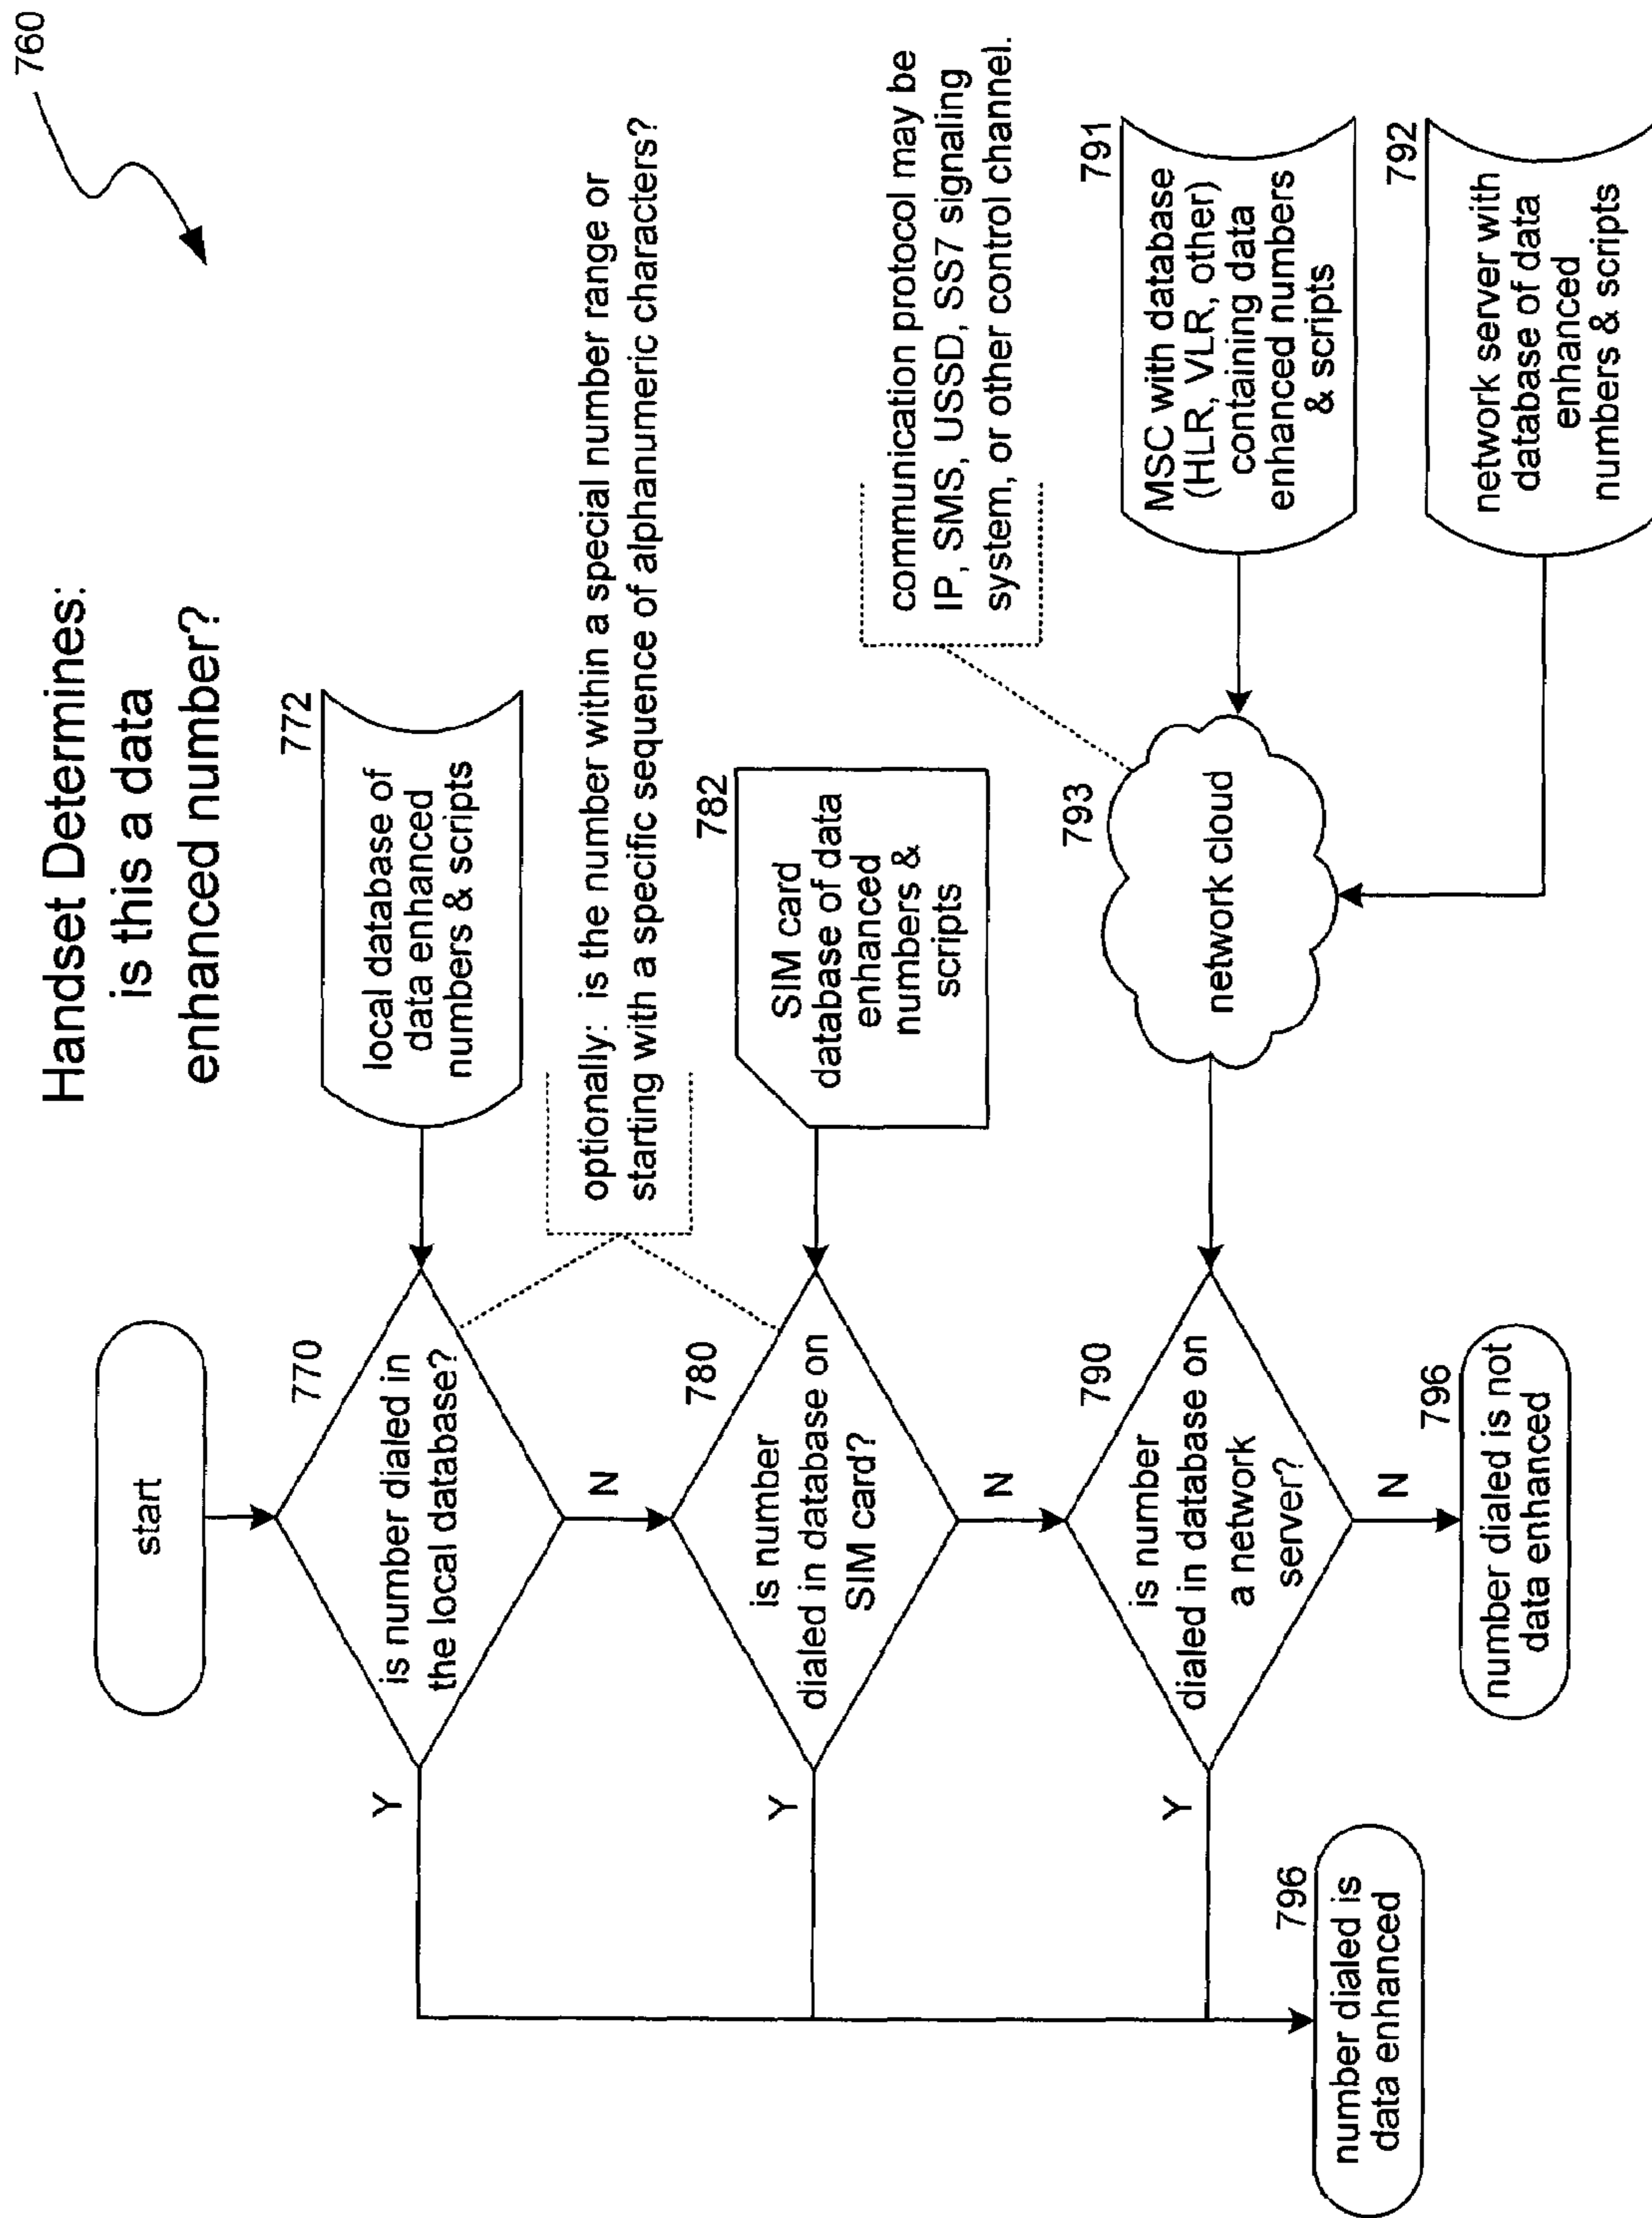 760
Handset Determines:
is this a data
enhanced number?
start
770
is number dialed in
the local database?
Y
N
772
local database of
data enhanced
numbers & scripts
optionally: is the number within a special number range or
starting with a specific sequence of alphanumeric characters?
780
is number
dialed in database on
SIM card?
Y
N
782
SIM card
database of data
enhanced
numbers &
scripts
790
is number
dialed in database on
a network
server?
Y
N
793
network cloud
communication protocol may be
IP, SMS, USSD, SS7 signaling
system, or other control channel.
791
MSC with database
(HLR, VLR, other)
containing data
enhanced numbers
& scripts
792
network server with
database of data
enhanced
numbers & scripts
796
number dialed is
data enhanced
796
number dialed is not
data enhanced